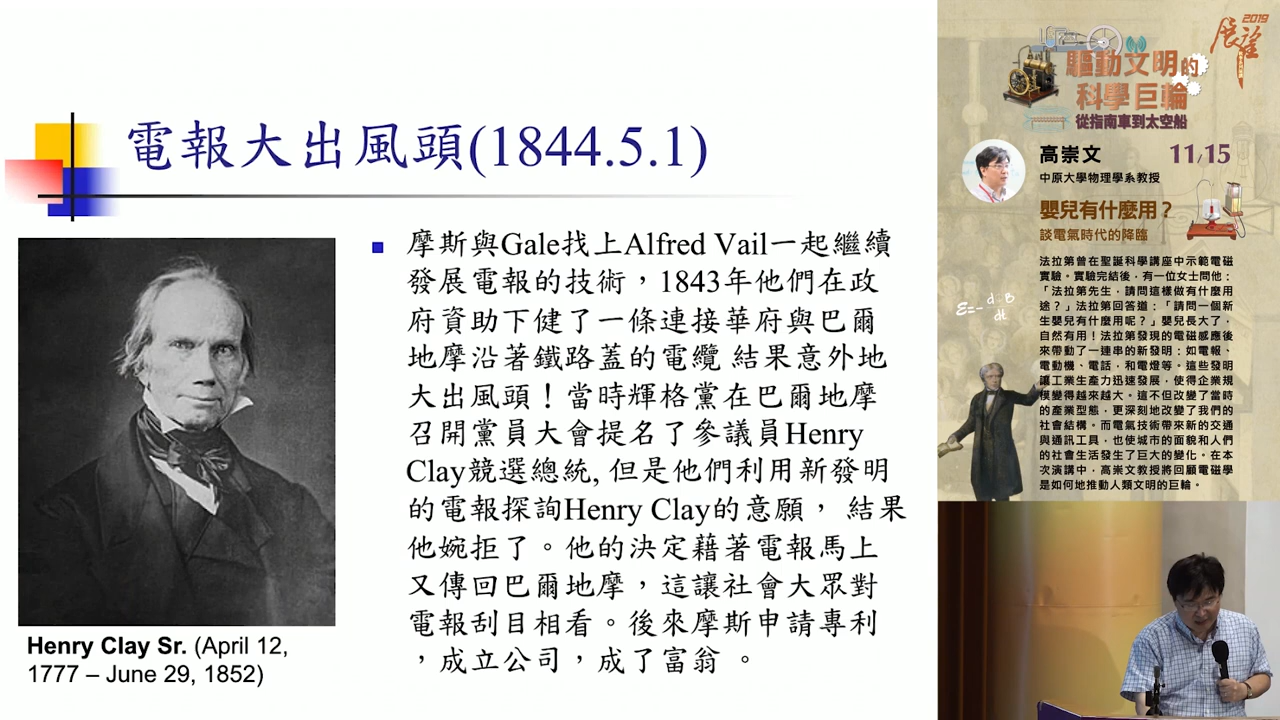 電報大出風頭(1844.5.1)
摩斯與Gale找上Alfred Vail一起繼續
發展電報的技術，1843年他們在政
府資助下健了一條連接華府與巴爾
地摩沿著鐵路蓋的電纜 結果意外地
大出風頭！當時輝格黨在巴爾地摩
召開黨員大會提名了參議員Henry
Clay競選總統, 但是他們利用新發明
的電報探詢Henry Clay的意願， 結果
他婉拒了。他的決定藉著電報馬上
又傳回巴爾地摩，這讓社會大眾對
電報刮目相看。後來摩斯申請專利
，成立公司，成了富翁 。
Henry Clay Sr. (April 12,
1777 – June 29, 1852)
2019
展望
驅動文明的
科學巨輪
從指南車到太空船
高崇文 11/15
中原大學物理學系教授
嬰兒有什麼用？
談電氣時代的降臨
法拉第曾在聖誕科學講座中示範電磁
實驗。實驗完結後，有一位女士問他：
「法拉第先生，請問這樣做有什麼用
途？」法拉第回答道：「請問一個新
生嬰兒有什麼用呢？」嬰兒長大了，
自然有用！法拉第發現的電磁感應後
來帶動了一連串的新發明：如電報、
電動機、電話，和電燈等。這些發明
讓工業生產力迅速發展，使得企業規
模變得越來越大。這不但改變了當時
的產業型態，更深刻地改變了我們的
社會結構。而電氣技術帶來新的交通
與通訊工具，也使城市的面貌和人們
的社會生活發生了巨大的變化。在本
次演講中，高崇文教授將回顧電磁學
是如何地推動人類文明的巨輪。